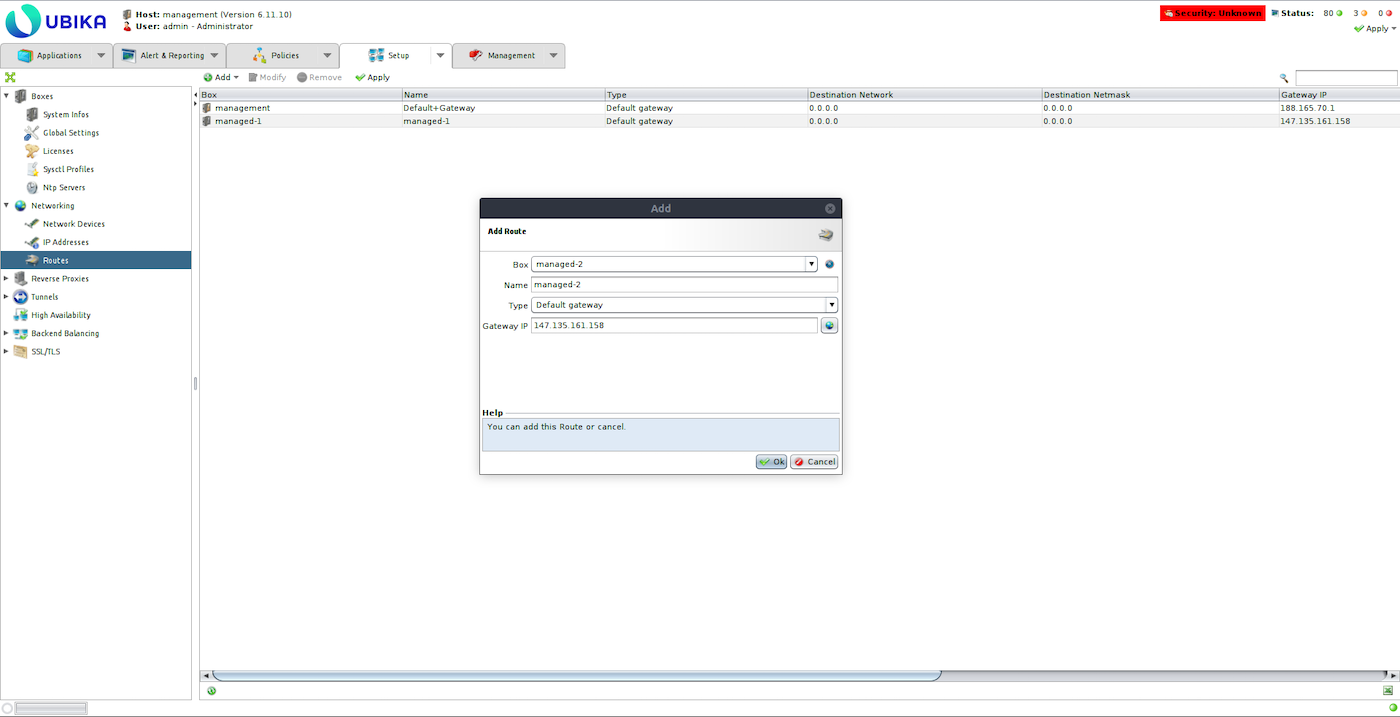 UBIKA
Host: management (Version 6.11.10)
User: admin - Administrator
Security: Unknown
Status: 80 3 0
Apply
Applications
Alert & Reporting
Policies
Setup
Management
Add Modify Remove Apply
Boxes
System Infos
Global Settings
Licenses
Sysctl Profiles
Ntp Servers
Networking
Network Devices
IP Addresses
Routes
Reverse Proxies
Tunnels
High Availability
Backend Balancing
SSL/TLS
Box Name Type Destination Network Destination Netmask Gateway IP
management Default+Gateway Default gateway 0.0.0.0 0.0.0.0 188.165.70.1
managed-1 managed-1 Default gateway 0.0.0.0 0.0.0.0 147.135.161.158
Add
Add Route
Box managed-2
Name managed-2
Type Default gateway
Gateway IP 147.135.161.158
Help
You can add this Route or cancel.
Ok Cancel